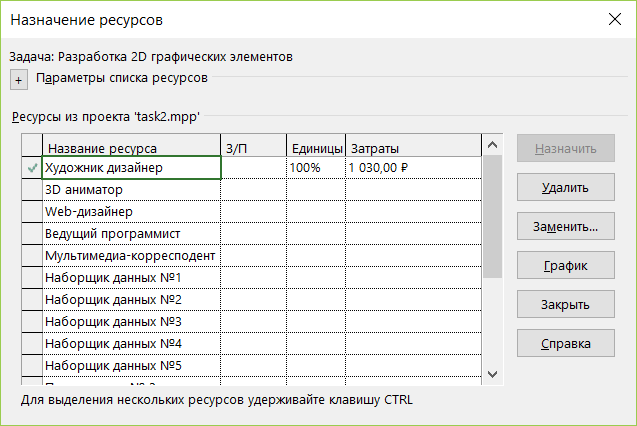 Назначение ресурсов
Задача: Разработка 2D графических элементов
+ Параметры списка ресурсов
Ресурсы из проекта 'task2.mpp'
Название ресурса З/П Единицы Затраты
Художник дизайнер 100% 1 030,00 ₽
3D аниматор
Web-дизайнер
Ведущий программист
Мультимедиа-корреспондент
Наборщик данных №1
Наборщик данных №2
Наборщик данных №3
Наборщик данных №4
Наборщик данных №5
Назначить
Удалить
Заменить...
График
Закрыть
Справка
Для выделения нескольких ресурсов удерживайте клавишу CTRL